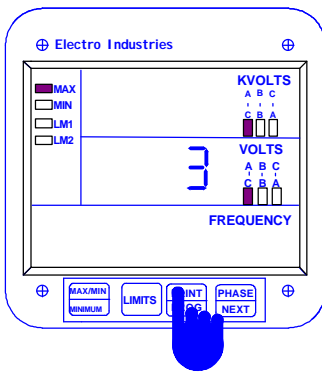 Electro Industries
MAX
MIN
LM1
LM2
KVOLTS
A B C
C B A
3
VOLTS
A B C
C B A
FREQUENCY
MAX/MIN
MINIMUM
LIMITS
PHASE
NEXT